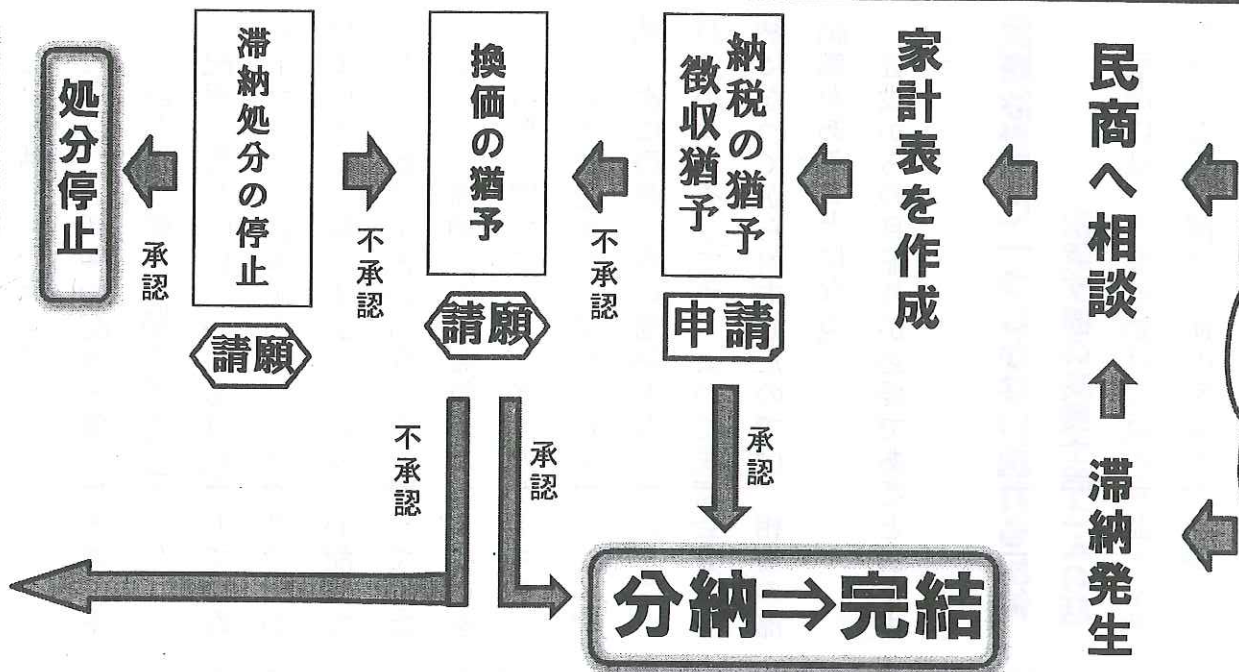 民商へ相談
滞納発生
家計表を作成
納税の猶予
徴収猶予
申請
承認
不承認
換価の猶予
請願
承認
不承認
不承認
滞納処分の停止
請願
承認
処分停止
分納⇒完結